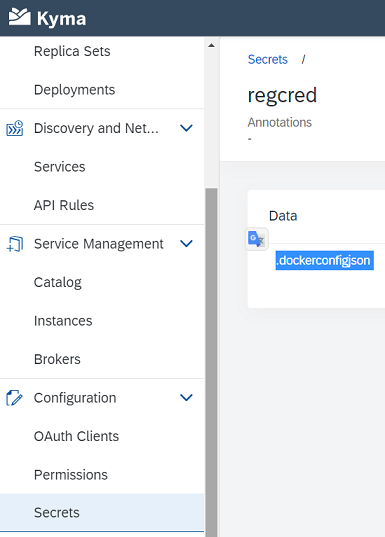 Kyma
Replica Sets
Deployments
Discovery and Net...
Services
API Rules
Service Management
Catalog
Instances
Brokers
Configuration
OAuth Clients
Permissions
Secrets
Secrets /
regcred
Annotations
-
Data
.dockerconfigjson